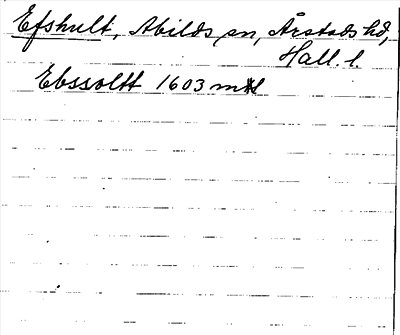 Efshult, Abilds sn, Årstads hd,
Hall. l.
Ebssoltt 1603 mtl